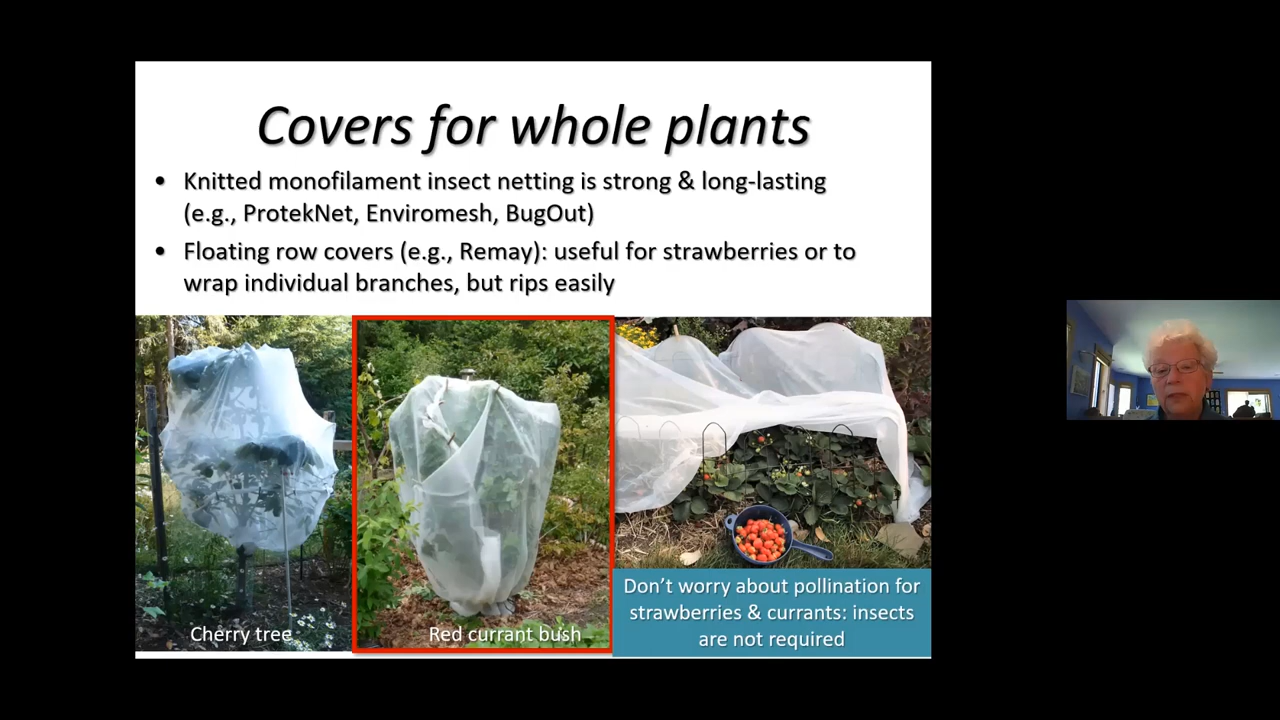 Covers for whole plants
• Knitted monofilament insect netting is strong & long-lasting
(e.g., ProtekNet, Enviromesh, BugOut)
• Floating row covers (e.g., Remay): useful for strawberries or to
wrap individual branches, but rips easily
Cherry tree
Red currant bush
Don't worry about pollination for
strawberries & currants: insects
are not required